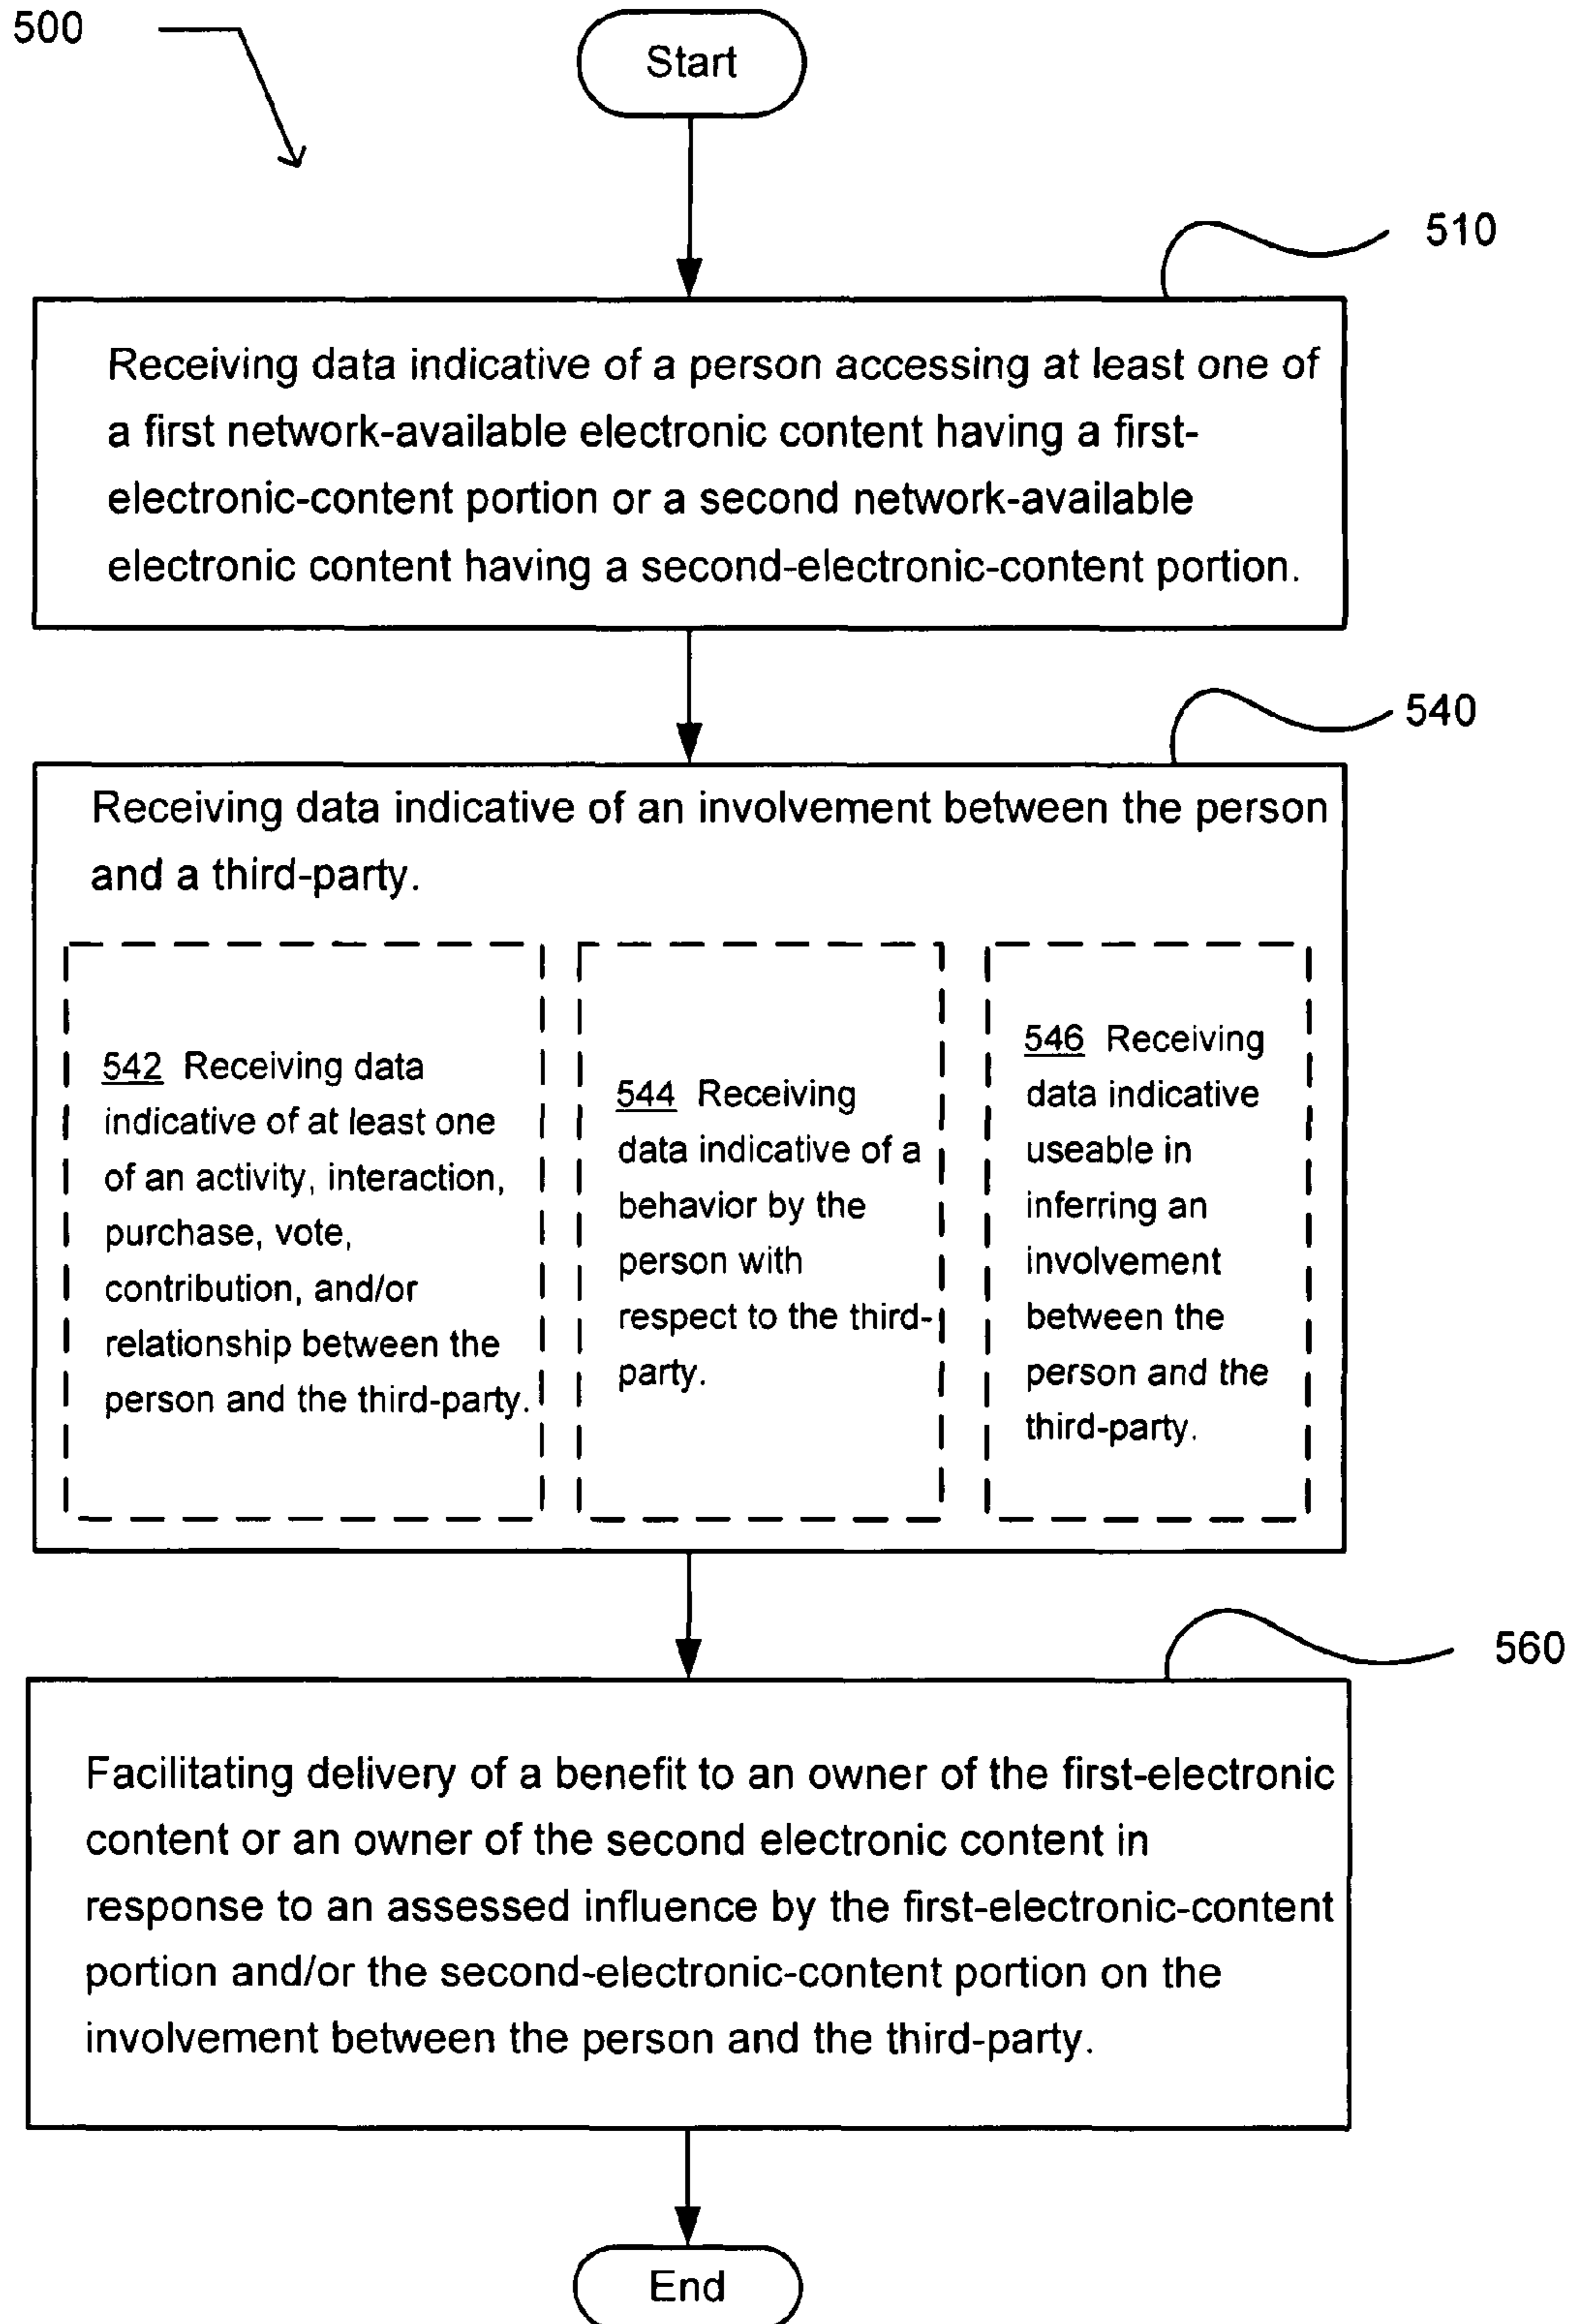 500
Start
510
Receiving data indicative of a person accessing at least one of
a first network-available electronic content having a first-
electronic-content portion or a second network-available
electronic content having a second-electronic-content portion.
540
Receiving data indicative of an involvement between the person
and a third-party.
542 Receiving data
indicative of at least one
of an activity, interaction,
purchase, vote,
contribution, and/or
relationship between the
person and the third-party.
544 Receiving
data indicative of a
behavior by the
person with
respect to the third-
party.
546 Receiving
data indicative
useable in
inferring an
involvement
between the
person and the
third-party.
560
Facilitating delivery of a benefit to an owner of the first-electronic
content or an owner of the second electronic content in
response to an assessed influence by the first-electronic-content
portion and/or the second-electronic-content portion on the
involvement between the person and the third-party.
End